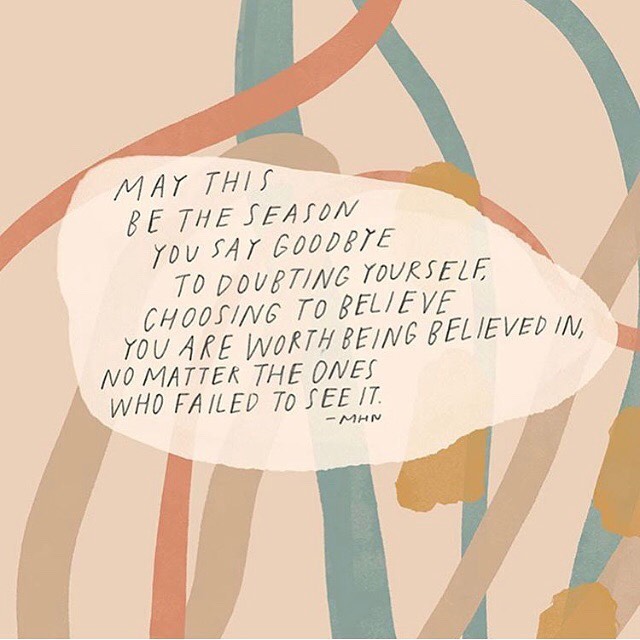 MAY THIS
BE THE SEASON
YOU SAY GOODBYE
TO DOUBTING YOURSELF,
CHOOSING TO BELIEVE
YOU ARE WORTH BEING BELIEVED IN,
NO MATTER THE ONES
WHO FAILED TO SEE IT.
-MHN